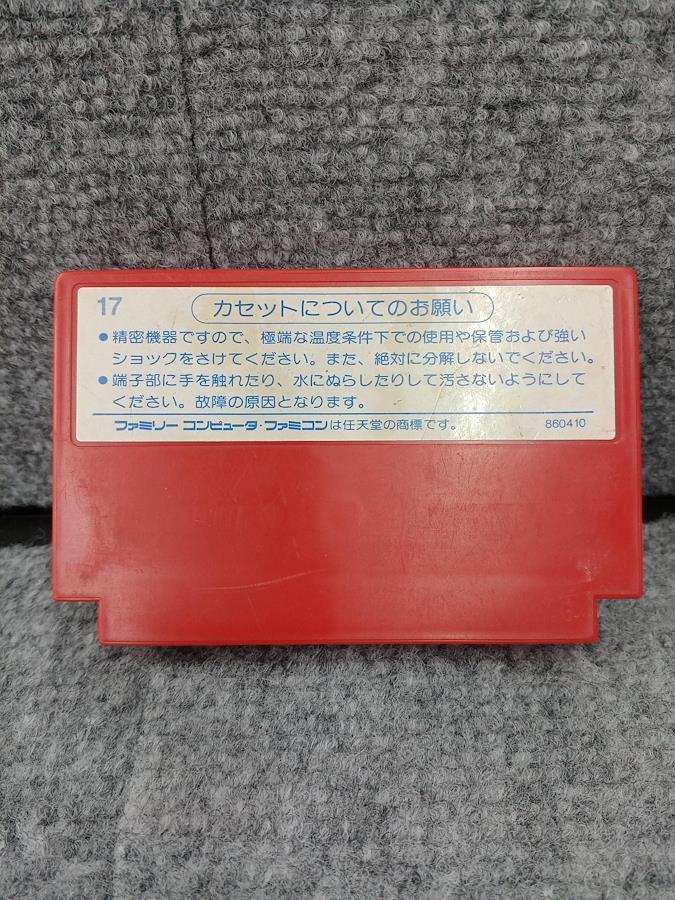 17
カセットについてのお願い
●精密機器ですので、極端な温度条件下での使用や保管および強い
ショックをさけてください。また、絶対に分解しないでください。
●端子部に手を触れたり、水にぬらしたりして汚さないようにして
ください。故障の原因となります。
ファミリー コンピュータ・ファミコンは任天堂の商標です。 860410